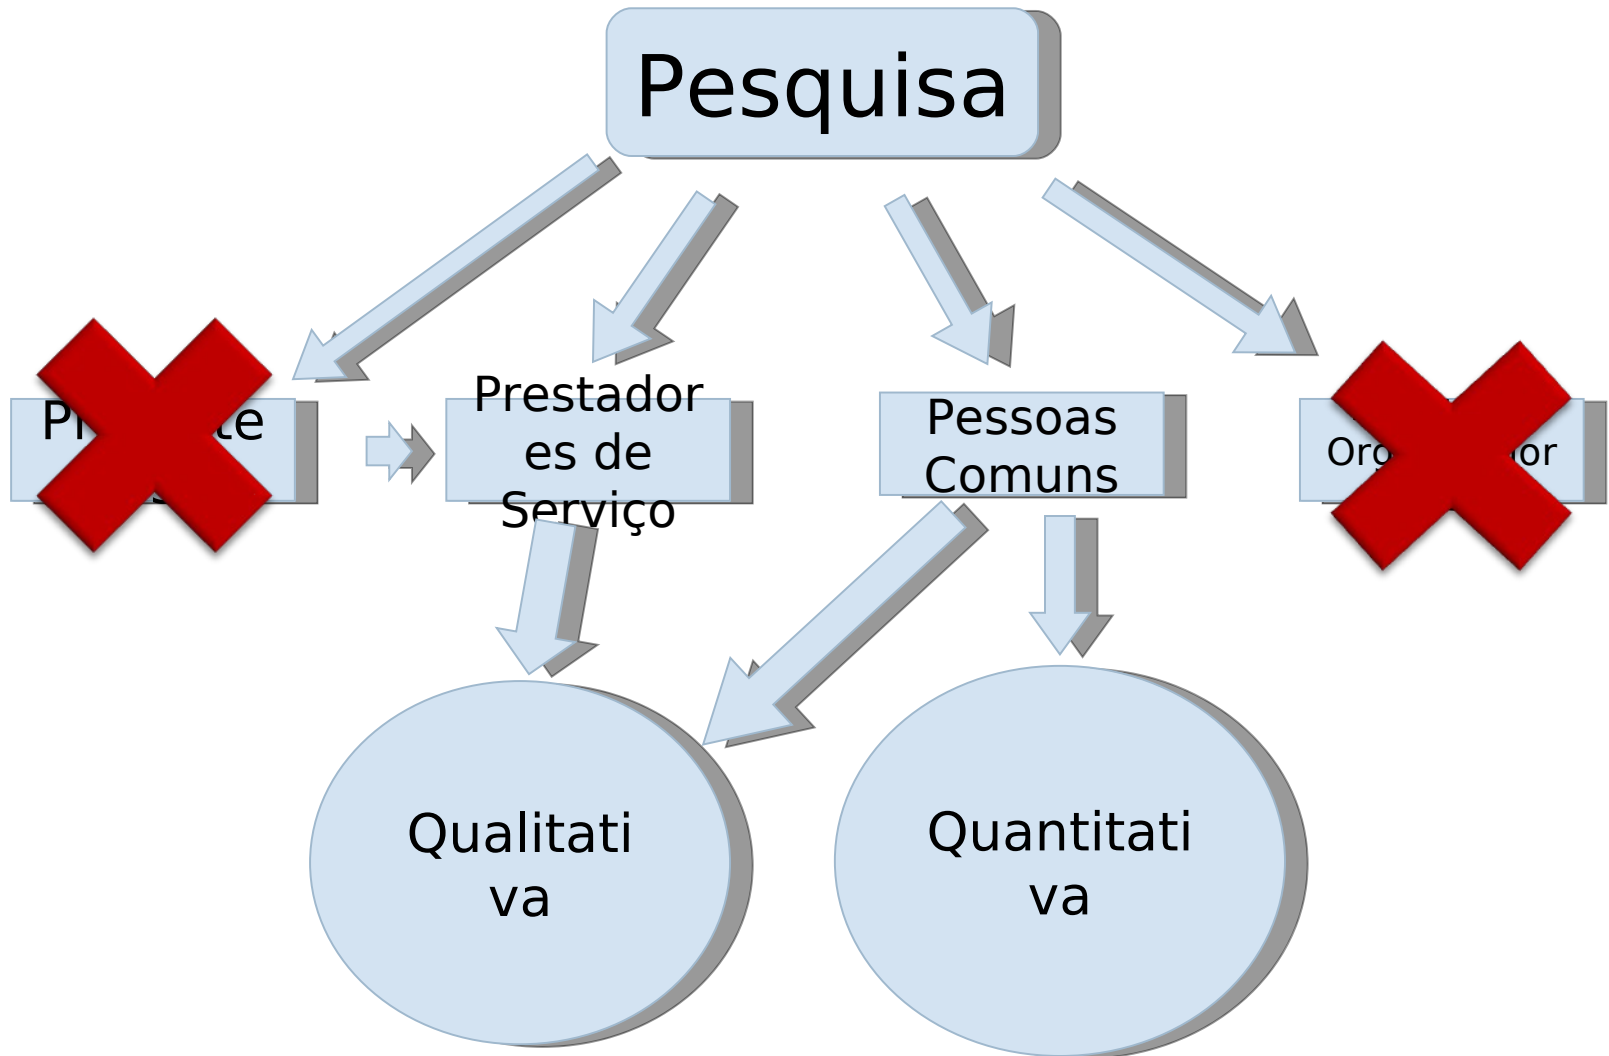 Pesquisa
Prestador
es de
Serviço
Pessoas
Comuns
Qualitati
va
Quantitati
va